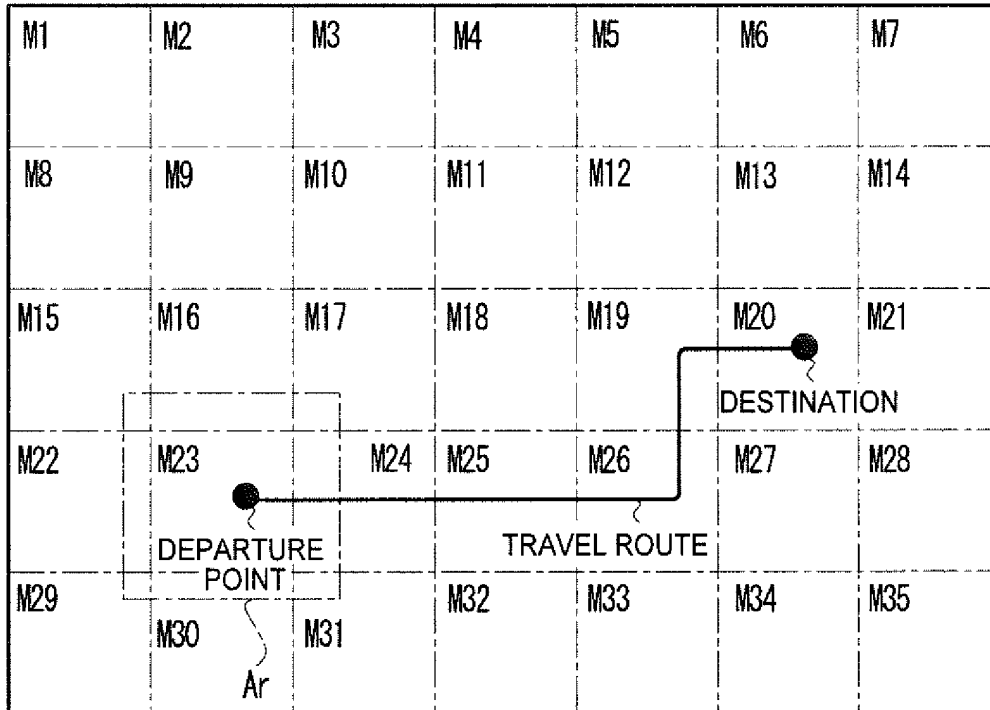 M1 M2 M3 M4 M5 M6 M7
M8 M9 M10 M11 M12 M13 M14
M15 M16 M17 M18 M19 M20 M21
DESTINATION
M22 M23 M24 M25 M26 M27 M28
DEPARTURE
POINT
TRAVEL ROUTE
M29 M30 M31 M32 M33 M34 M35
Ar